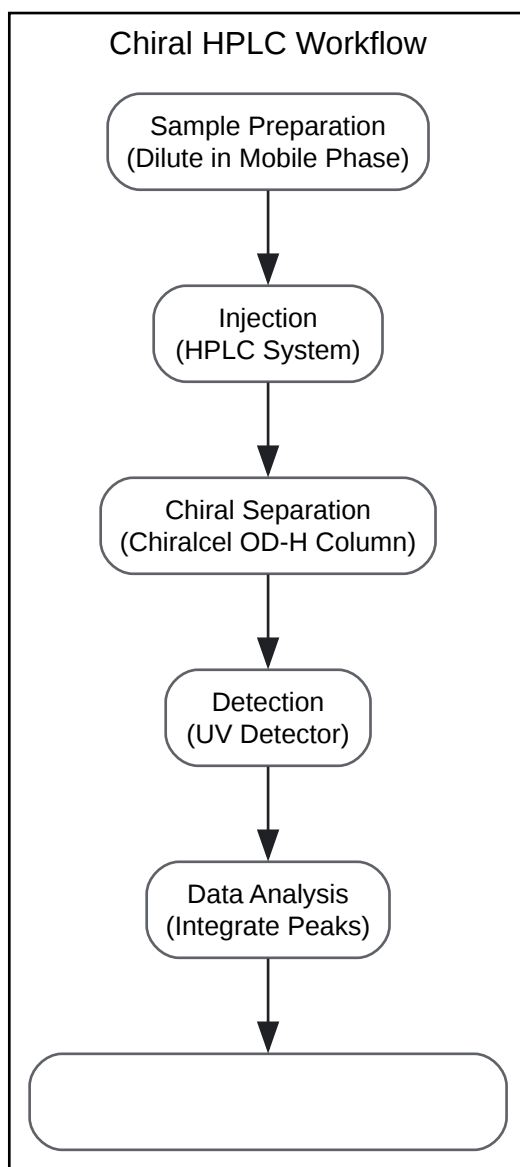 Chiral HPLC Workflow
Sample Preparation
(Dilute in Mobile Phase)
Injection
(HPLC System)
Chiral Separation
(Chiralcel OD-H Column)
Detection
(UV Detector)
Data Analysis
(Integrate Peaks)